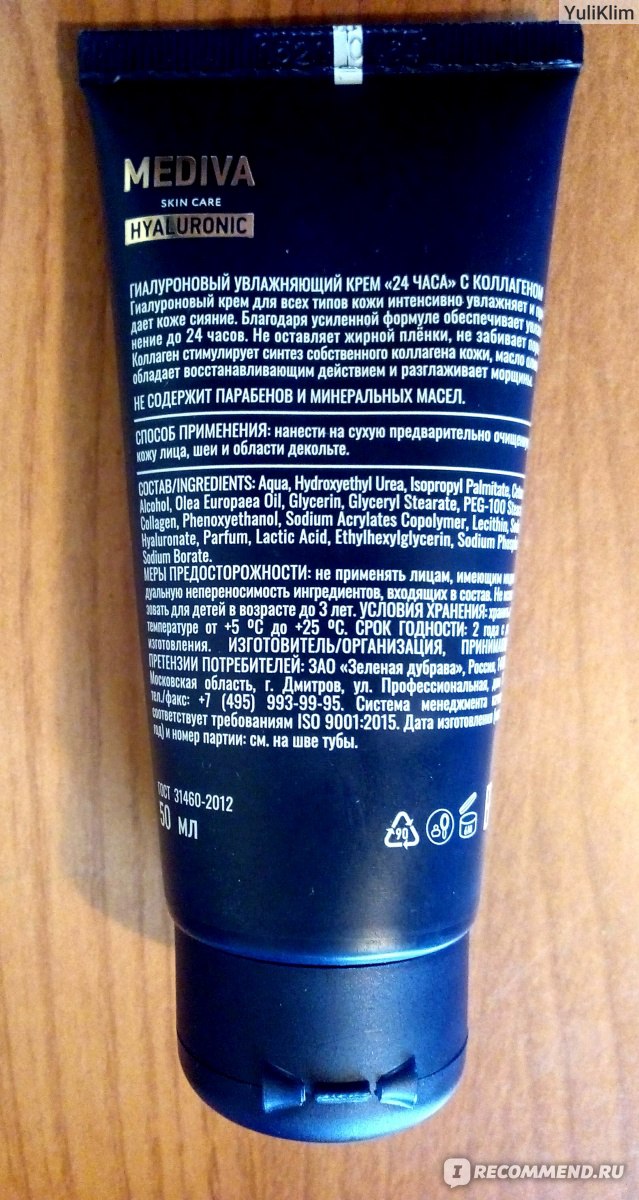 YuliKlim
MEDIVA
SKIN CARE
HYALURONIC
ГИАЛУРОНОВЫЙ УВЛАЖНЯЮЩИЙ КРЕМ «24 ЧАСА» С КОЛЛАГЕНОМ
Гиалуроновый крем для всех типов кожи интенсивно увлажняет и
дает коже сияние. Благодаря усиленной формуле обеспечивает
нение до 24 часов. Не оставляет жирной плёнки, не забивает
Коллаген стимулирует синтез собственного коллагена кожи, масло
обладает восстанавливающим действием и разглаживает морщины
НЕ СОДЕРЖИТ ПАРАБЕНОВ И МИНЕРАЛЬНЫХ МАСЕЛ.
СПОСОБ ПРИМЕНЕНИЯ: нанести на сухую предварительно
кожу лица, шеи и области декольте.
СОСТАВ/INGREDIENTS: Aqua, Hydroxyethyl Urea, Isopropyl Palmitate,
Alcohol, Olea Europaea Oil, Glycerin, Glyceryl Stearate, PEG-100
Collagen, Phenoxyethanol, Sodium Acrylates Copolymer, Lecithin,
Hyaluronate, Parfum, Lactic Acid, Ethylhexylglycerin, Sodium
Sodium Borate.
МЕРЫ ПРЕДОСТОРОЖНОСТИ: не применять лицам, имеющим
дуальную непереносимость ингредиентов, входящих в состав. Не
зовать для детей в возрасте до 3 лет. УСЛОВИЯ ХРАНЕНИЯ:
температуре от +5 ºC до +25 ºC. СРОК ГОДНОСТИ: 2 года с
изготовления. ИЗГОТОВИТЕЛЬ/ОРГАНИЗАЦИЯ,
ПРЕТЕНЗИИ ПОТРЕБИТЕЛЕЙ: ЗАО «Зеленая дубрава», Россия,
Московская область, г. Дмитров, ул. Профессиональная,
тел./факс: +7 (495) 993-99-95. Система менеджмента
соответствует требованиям ISO 9001:2015. Дата изготовления
год) и номер партии: см. на шве тубы.
ГОСТ 31460-2012
50 МЛ
90
6М
IRECOMMEND.RU